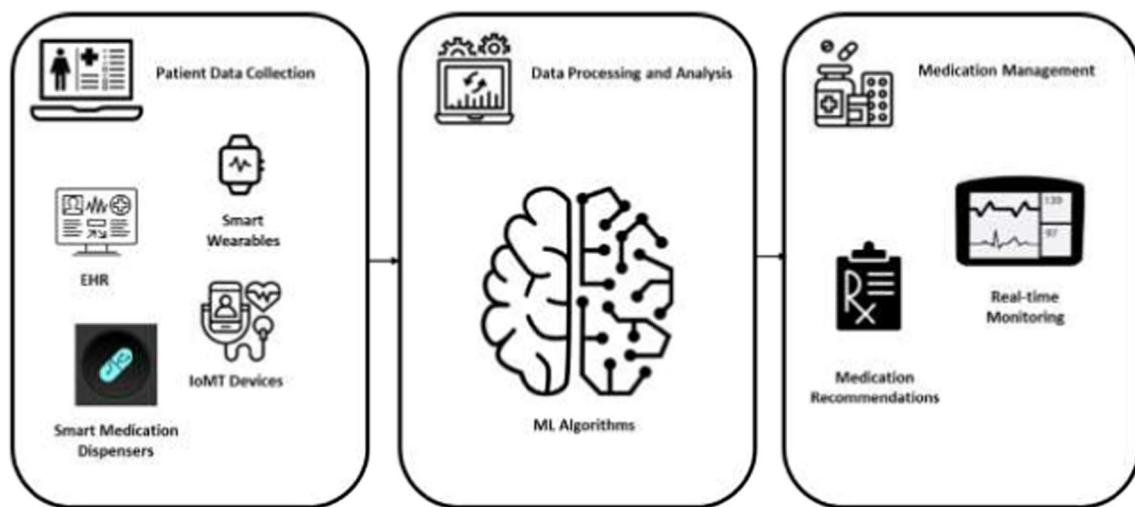 Patient Data Collection
Smart
Wearables
EHR
IoMT Devices
Smart Medication
Dispensers
Data Processing and Analysis
ML Algorithms
Medication Management
97
Real-time
Monitoring
Rx
Medication
Recommendations